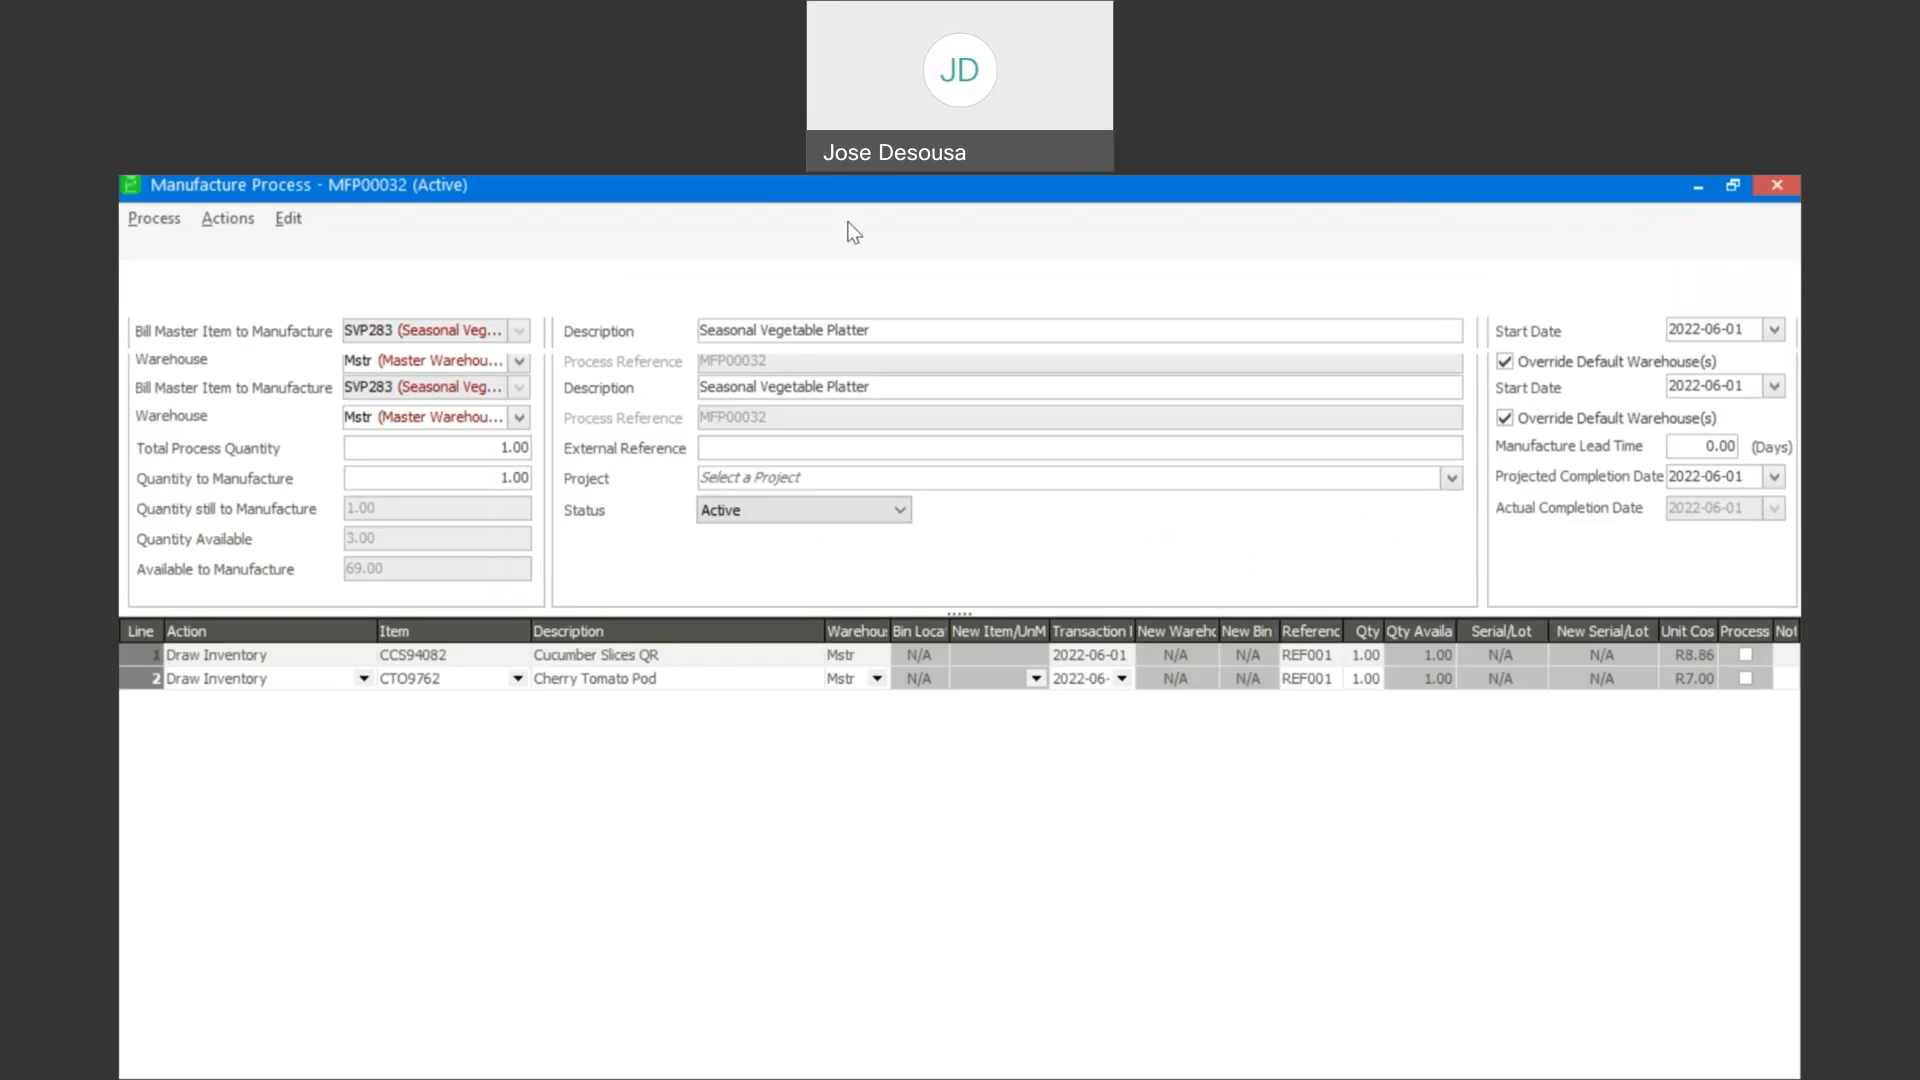 JD
Jose Desousa
Manufacture Process - MFP00032 (Active)
Process Actions Edit
Bill Master Item to Manufacture SVP283 (Seasonal Veg... Description Seasonal Vegetable Platter Start Date 2022-06-01
Warehouse Mstr (Master Warehou... Process Reference MFP00032 Override Default Warehouse(s)
Bill Master Item to Manufacture SVP283 (Seasonal Veg... Description Seasonal Vegetable Platter Start Date 2022-06-01
Warehouse Mstr (Master Warehou... Process Reference MFP00032 Override Default Warehouse(s)
Total Process Quantity 1.00 External Reference Manufacture Lead Time 0.00 (Days)
Quantity to Manufacture 1.00 Project Select a Project Projected Completion Date 2022-06-01
Quantity still to Manufacture 1.00 Status Active Actual Completion Date 2022-06-01
Quantity Available 3.00
Available to Manufacture 69.00
Line Action Item Description Warehou Bin Loca New Item/UnM Transaction New Wareho New Bin Referenc Qty Qty Availa Serial/Lot New Serial/Lot Unit Cos Process Not
1 Draw Inventory CCS94082 Cucumber Slices QR Mstr N/A 2022-06-01 N/A N/A REF001 1.00 1.00 N/A N/A R8.86
2 Draw Inventory CTO9762 Cherry Tomato Pod Mstr N/A 2022-06- N/A N/A REF001 1.00 1.00 N/A N/A R7.00